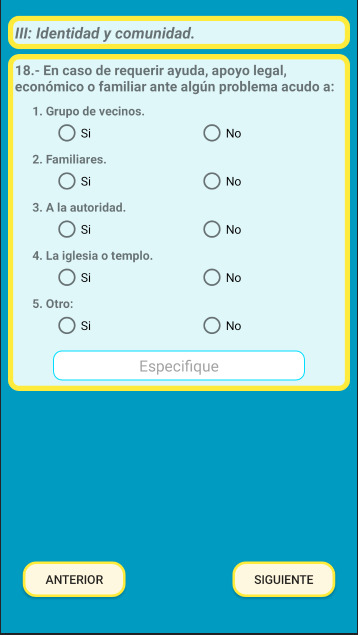 III: Identidad y comunidad.
18.- En caso de requerir ayuda, apoyo legal,
económico o familiar ante algún problema acudo a:
1. Grupo de vecinos.
Si No
2. Familiares.
Si No
3. A la autoridad.
Si No
4. La iglesia o templo.
Si No
5. Otro:
Si No
Especifique
ANTERIOR SIGUIENTE